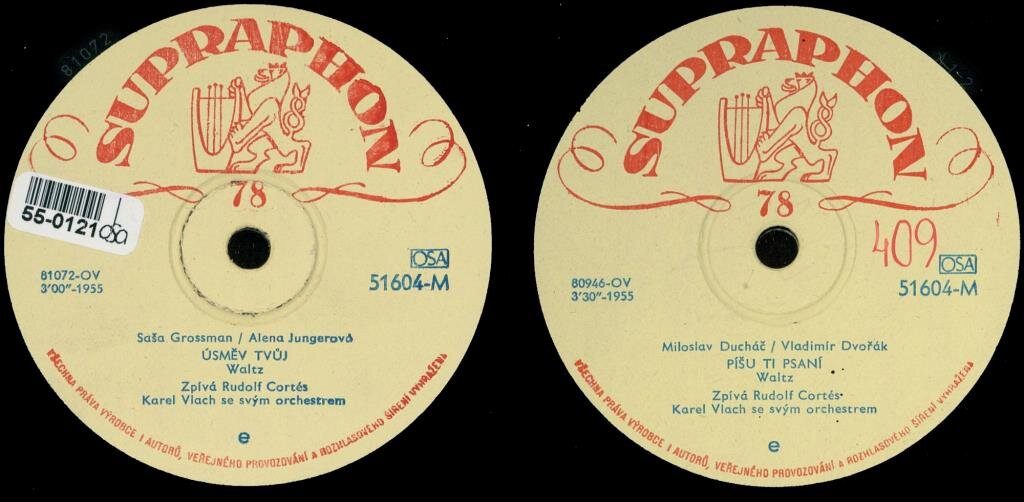 81072
SUPRAPHON
78
55-0121
OSA
81072-OV
3'00"-1955
OSA
51604-M
Saša Grossman / Alena Jungerová
ÚSMĚV TVŮJ
Waltz
Zpívá Rudolf Cortés
Karel Vlach se svým orchestrem
e
VŠECHNA PRÁVA VÝROBCE I AUTORŮ, VEŘEJNÉHO PROVOZOVÁNÍ A ROZHLASOVÉHO ŠÍŘENÍ VYHRAŽENA
SUPRAPHON
78
409
80946-OV
3'30"-1955
OSA
51604-M
Miloslav Ducháč / Vladimír Dvořák
PÍŠU TI PSANÍ
Waltz
Zpívá Rudolf Cortés
Karel Vlach se svým orchestrem
e
VŠECHNA PRÁVA VÝROBCE I AUTORŮ, VEŘEJNÉHO PROVOZOVÁNÍ A ROZHLASOVÉHO ŠÍŘENÍ VYHRAŽENA